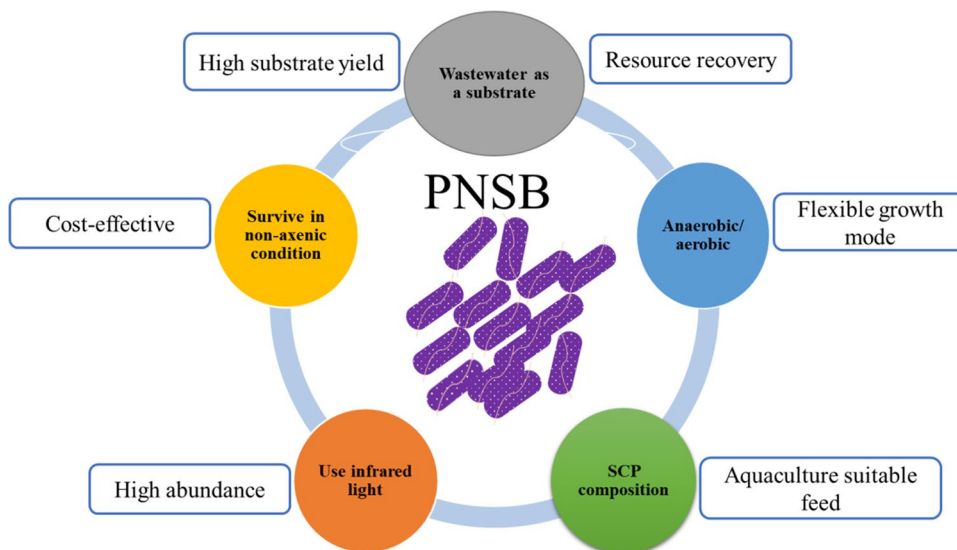 High substrate yield
Wastewater as
a substrate
Resource recovery
PNSB
Cost-effective
Survive in
non-axenic
condition
Anaerobic/
aerobic
Flexible growth
mode
High abundance
Use infrared
light
SCP
composition
Aquaculture suitable
feed